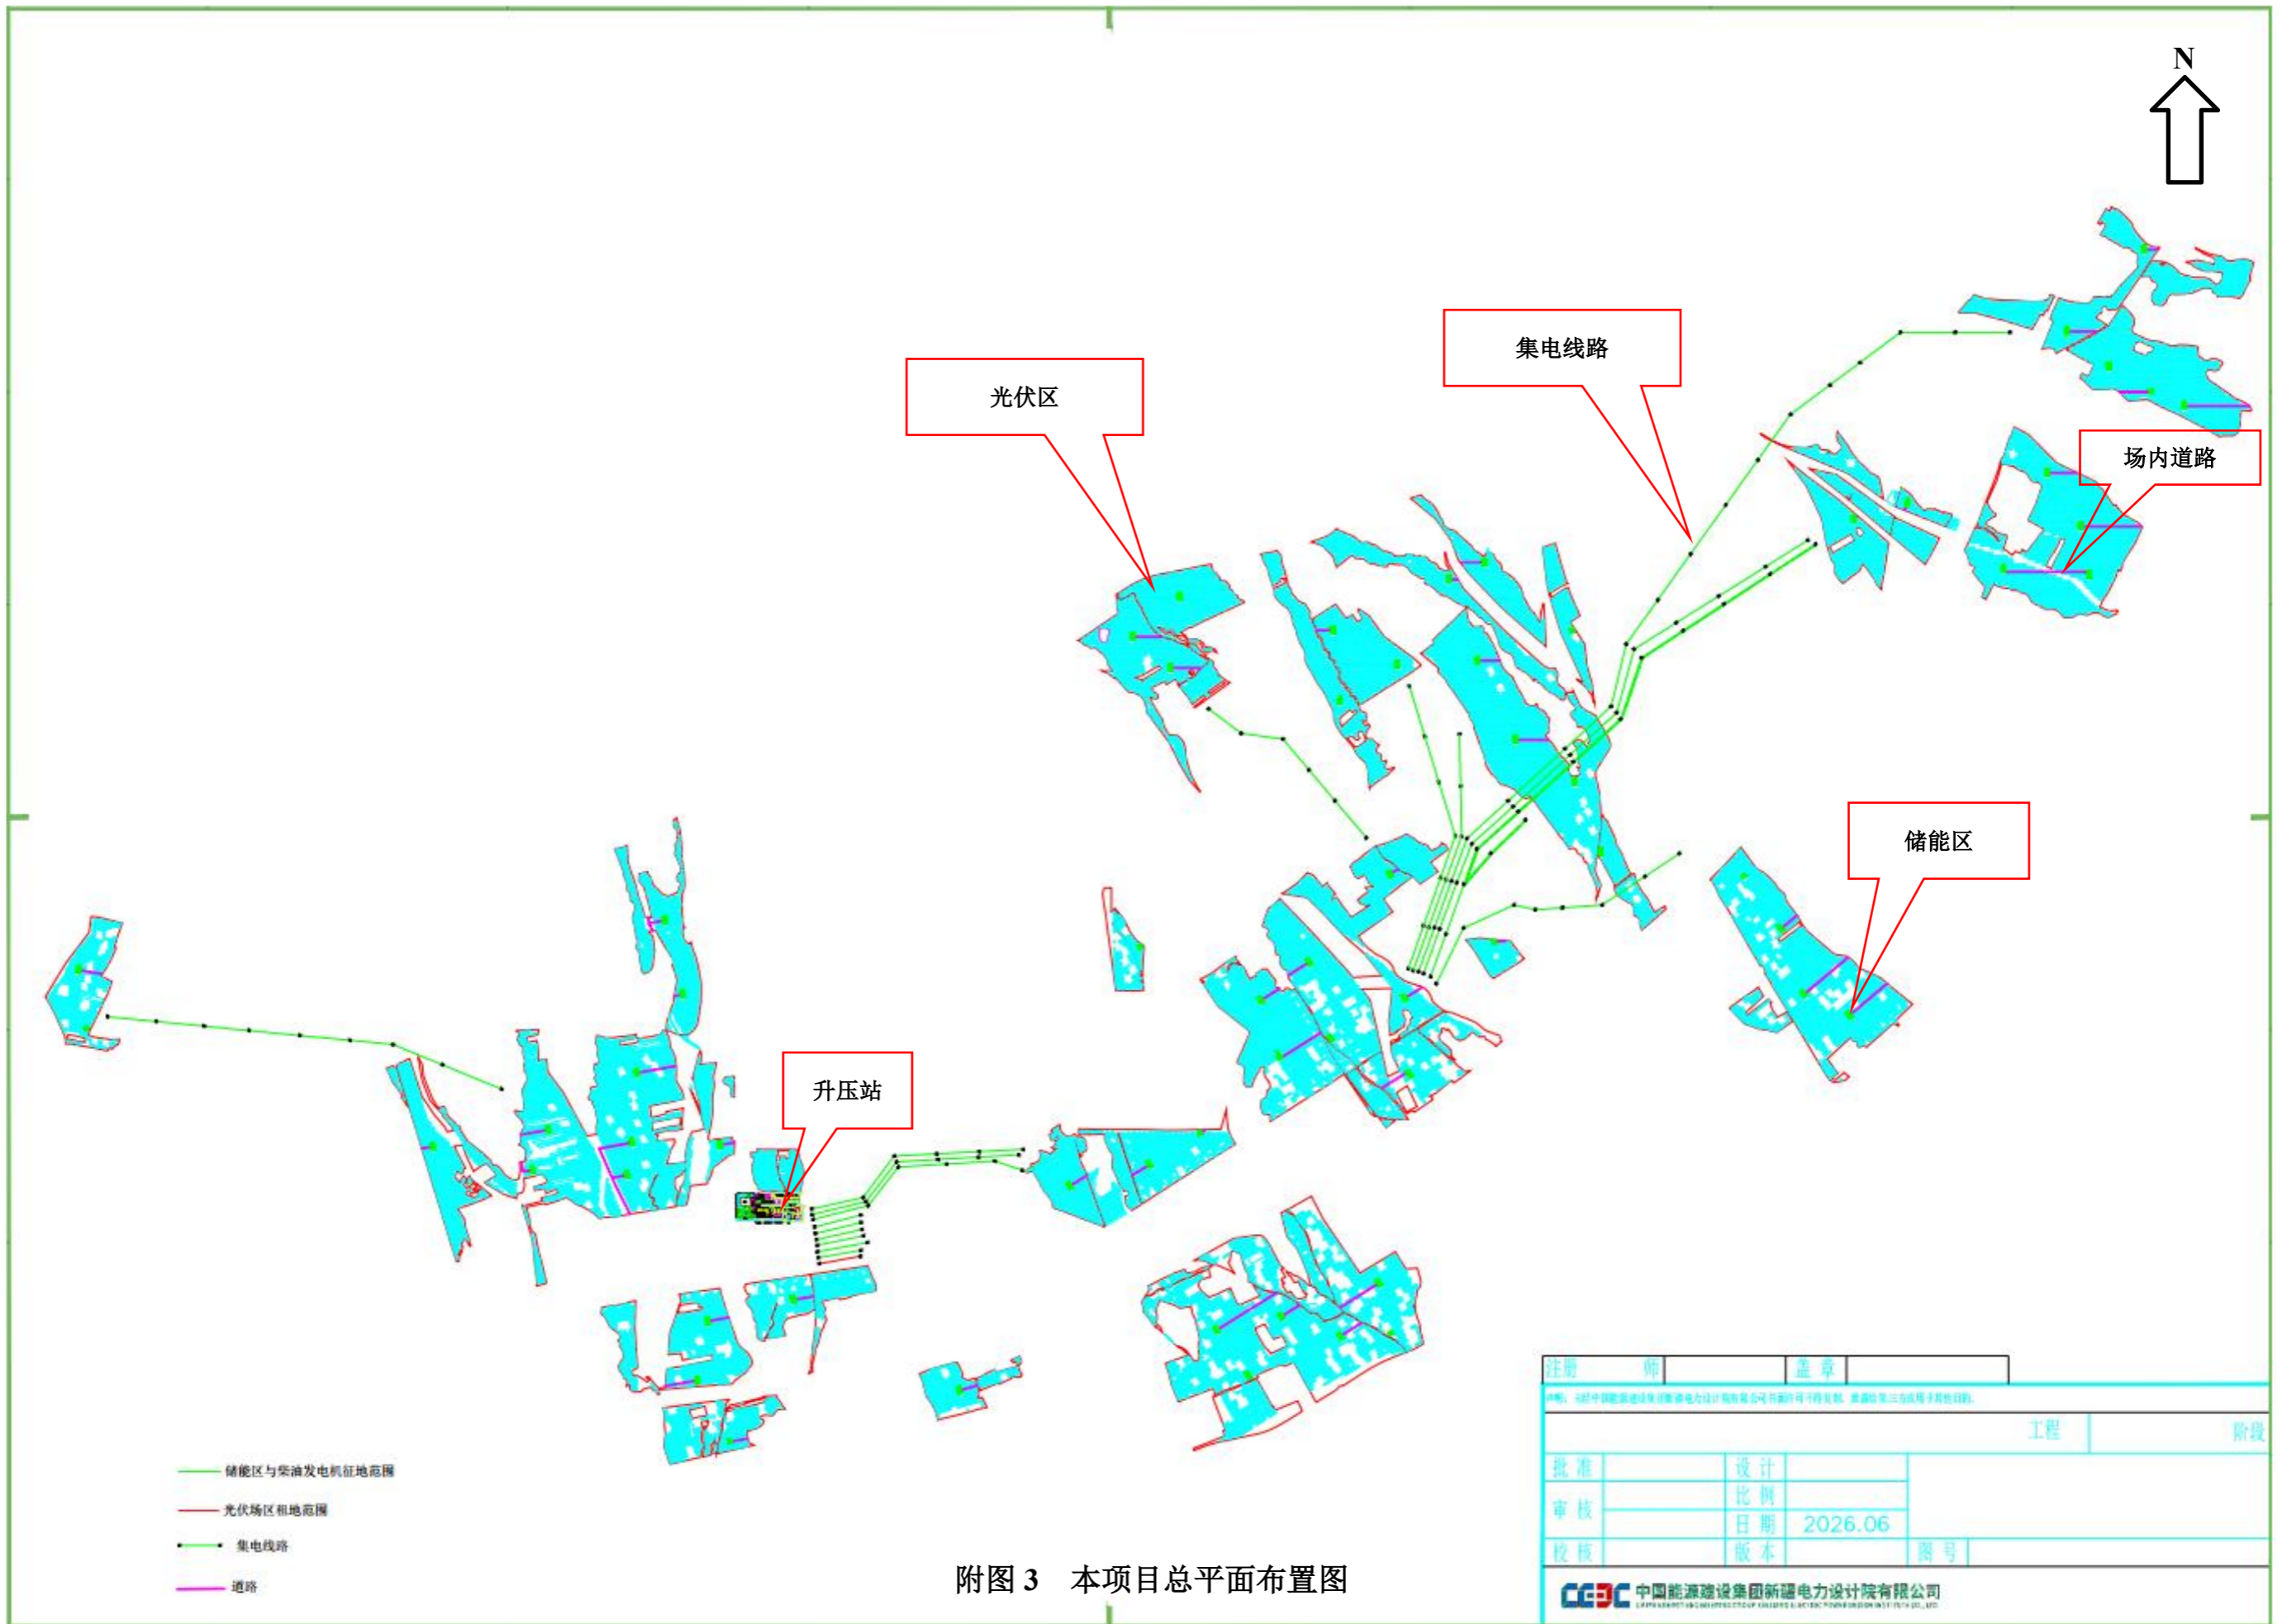 N
集电线路
光伏区
场内道路
储能区
升压站
储能区与柴油发电机征地范围
光伏场区租地范围
集电线路
道路
附图 3 本项目总平面布置图
注册 师 盖章
工程 阶段
批准 设计
比例
审核
日期 2026.06
校核 版本 图号
中国能源建设集团新疆电力设计院有限公司